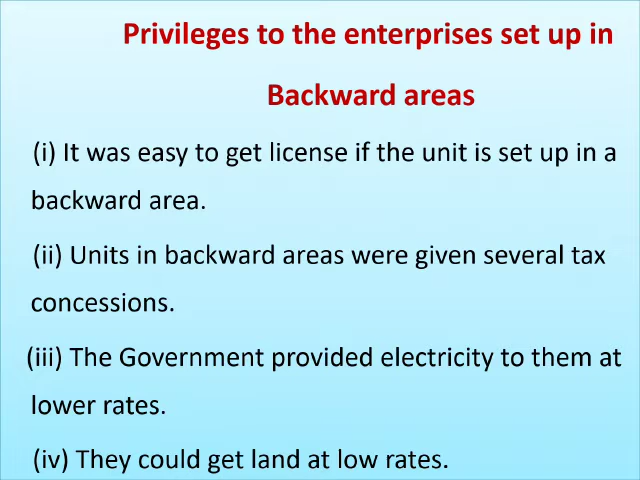 Privileges to the enterprises set up in
Backward areas
(i) It was easy to get license if the unit is set up in a
backward area.
(ii) Units in backward areas were given several tax
concessions.
(iii) The Government provided electricity to them at
lower rates.
(iv) They could get land at low rates.